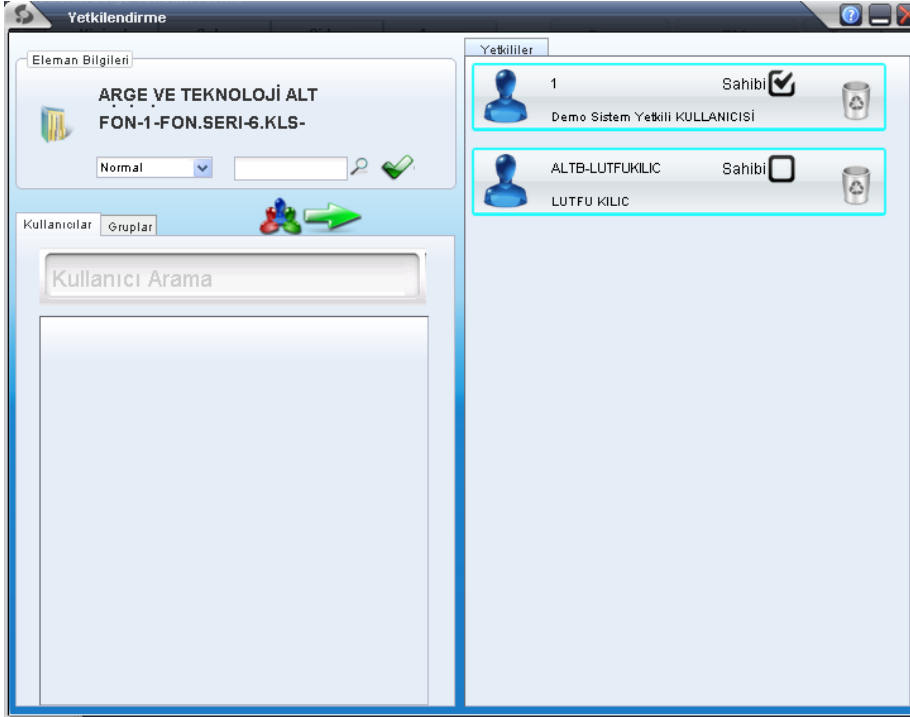 Yetkilendirme
Eleman Bilgileri
ARGE VE TEKNOLOJİ ALT
FON-1-FON.SERI-6.KLS-
Normal
Kullanıcılar
Gruplar
Kullanıcı Arama
Yetkililer
1
Sahibi
Demo Sistem Yetkili KULLANICISİ
ALTB-LUTFUKILIC
Sahibi
LUTFU KILIC